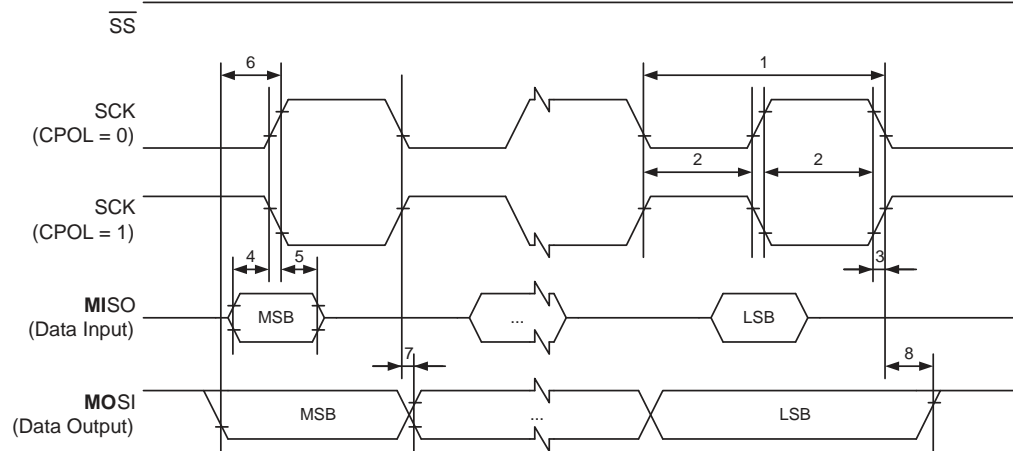 SS
6
1
SCK
(CPOL = 0)
2
2
SCK
(CPOL = 1)
4
5
3
MISO
(Data Input)
MSB
...
LSB
7
8
MOSI
(Data Output)
MSB
...
LSB